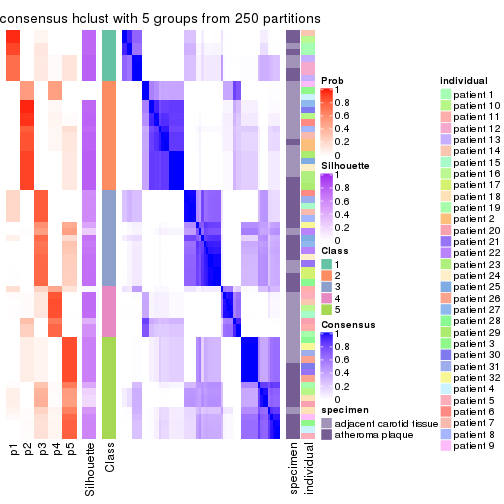 consensus hclust with 5 groups from 250 partitions
Prob
1
0.8
0.6
0.4
0.2
0
Silhouette
1
0.8
0.6
0.4
0.2
0
Class
1
2
3
4
5
Consensus
1
0.8
0.6
0.4
0.2
0
specimen
adjacent carotid tissue
atheroma plaque
individual
patient 1
patient 10
patient 11
patient 12
patient 13
patient 14
patient 15
patient 16
patient 17
patient 18
patient 19
patient 2
patient 20
patient 21
patient 22
patient 23
patient 24
patient 25
patient 26
patient 27
patient 28
patient 29
patient 3
patient 30
patient 31
patient 32
patient 4
patient 5
patient 6
patient 7
patient 8
patient 9
p1
p2
p3
p4
p5
Silhouette
Class
specimen
individual